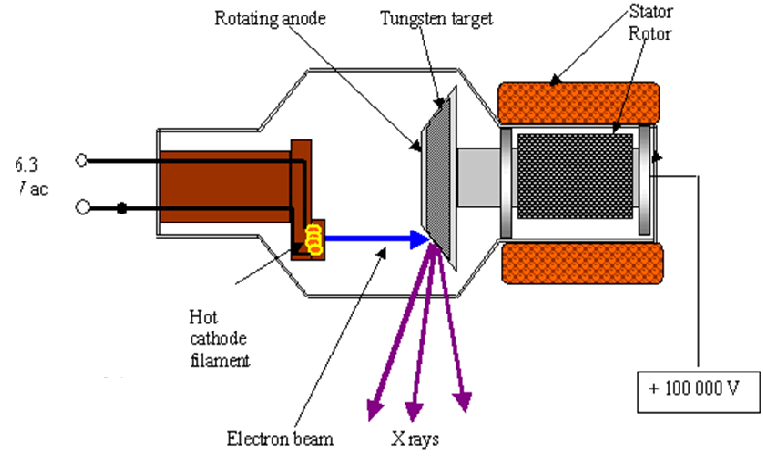 Rotating anode
Tungsten target
Stator
Rotor
6.3
V ac
Hot
cathode
filament
+ 100 000 V
Electron beam
X rays